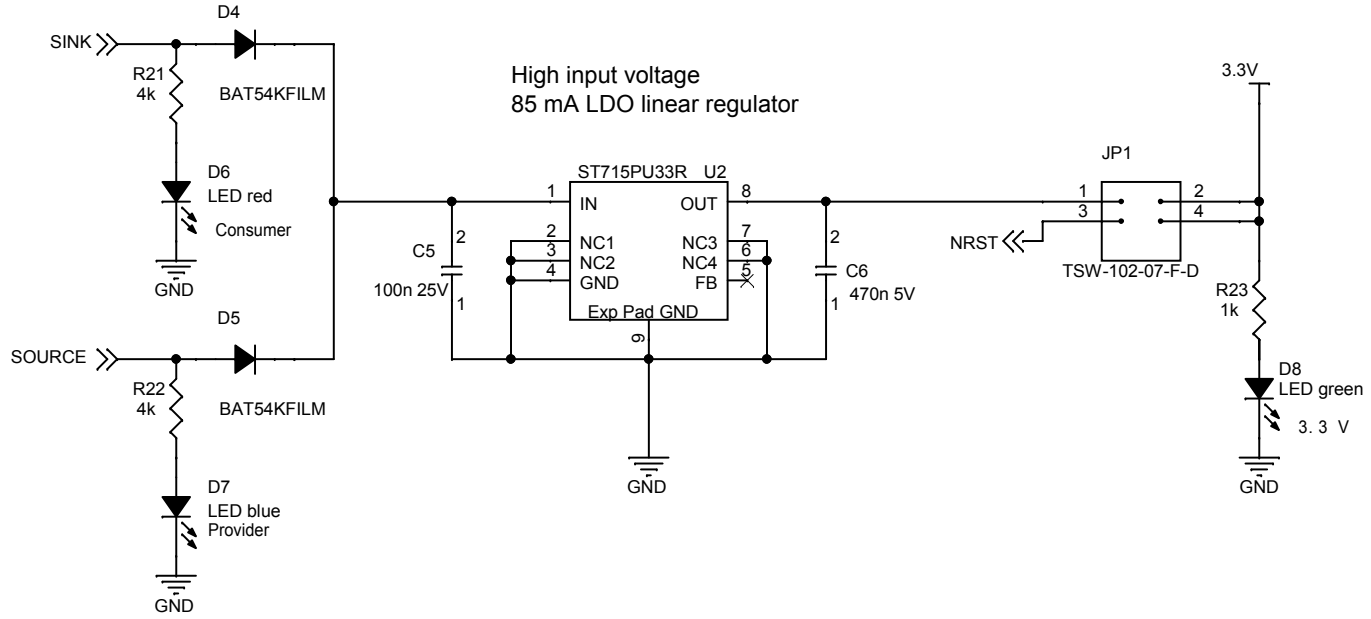 D4
SINK
R21
4k
BAT54KFILM
D6
LED red
Consumer
GND
D5
SOURCE
R22
4k
BAT54KFILM
D7
LED blue
Provider
GND
High input voltage
85 mA LDO linear regulator
ST715PU33R U2
1 IN OUT 8
2 NC1 NC3 7
3 NC2 NC4 6
4 GND FB 5
Exp Pad GND
9
C5
2
100n 25V
1
GND
2
C6
470n 5V
1
3.3V
JP1
1 2
3 4
NRST
TSW-102-07-F-D
R23
1k
D8
LED green
3. 3 V
GND